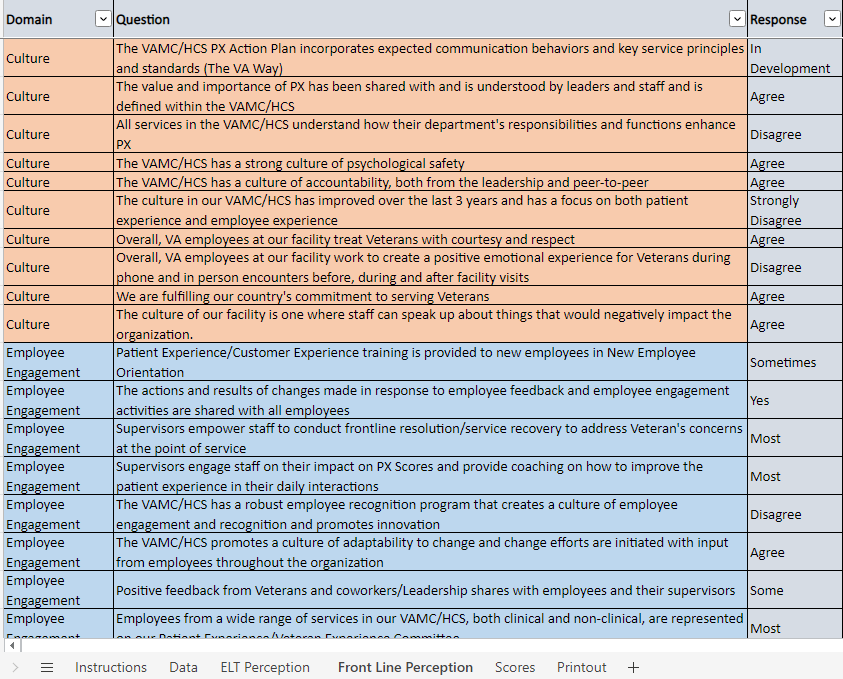 Domain Question Response
Culture The VAMC/HCS PX Action Plan incorporates expected communication behaviors and key service principles In
and standards (The VA Way) Development
Culture The value and importance of PX has been shared with and is understood by leaders and staff and is Agree
defined within the VAMC/HCS
Culture All services in the VAMC/HCS understand how their department's responsibilities and functions enhance Disagree
PX
Culture The VAMC/HCS has a strong culture of psychological safety Agree
Culture The VAMC/HCS has a culture of accountability, both from the leadership and peer-to-peer Agree
Culture The culture in our VAMC/HCS has improved over the last 3 years and has a focus on both patient Strongly
experience and employee experience Disagree
Culture Overall, VA employees at our facility treat Veterans with courtesy and respect Agree
Culture Overall, VA employees at our facility work to create a positive emotional experience for Veterans during Disagree
phone and in person encounters before, during and after facility visits
Culture We are fulfilling our country's commitment to serving Veterans Agree
Culture The culture of our facility is one where staff can speak up about things that would negatively impact the Agree
organization.
Employee Patient Experience/Customer Experience training is provided to new employees in New Employee Sometimes
Engagement Orientation
Employee The actions and results of changes made in response to employee feedback and employee engagement Yes
Engagement activities are shared with all employees
Employee Supervisors empower staff to conduct frontline resolution/service recovery to address Veteran's concerns Most
Engagement at the point of service
Employee Supervisors engage staff on their impact on PX Scores and provide coaching on how to improve the Most
Engagement patient experience in their daily interactions
Employee The VAMC/HCS has a robust employee recognition program that creates a culture of employee Disagree
Engagement engagement and recognition and promotes innovation
Employee The VAMC/HCS promotes a culture of adaptability to change and change efforts are initiated with input Agree
Engagement from employees throughout the organization
Employee Positive feedback from Veterans and coworkers/Leadership shares with employees and their supervisors Some
Engagement
Employee Employees from a wide range of services in our VAMC/HCS, both clinical and non-clinical, are represented Most
Engagement on our Patient Experience/Veteran Experience Committee
Instructions Data ELT Perception Front Line Perception Scores Printout